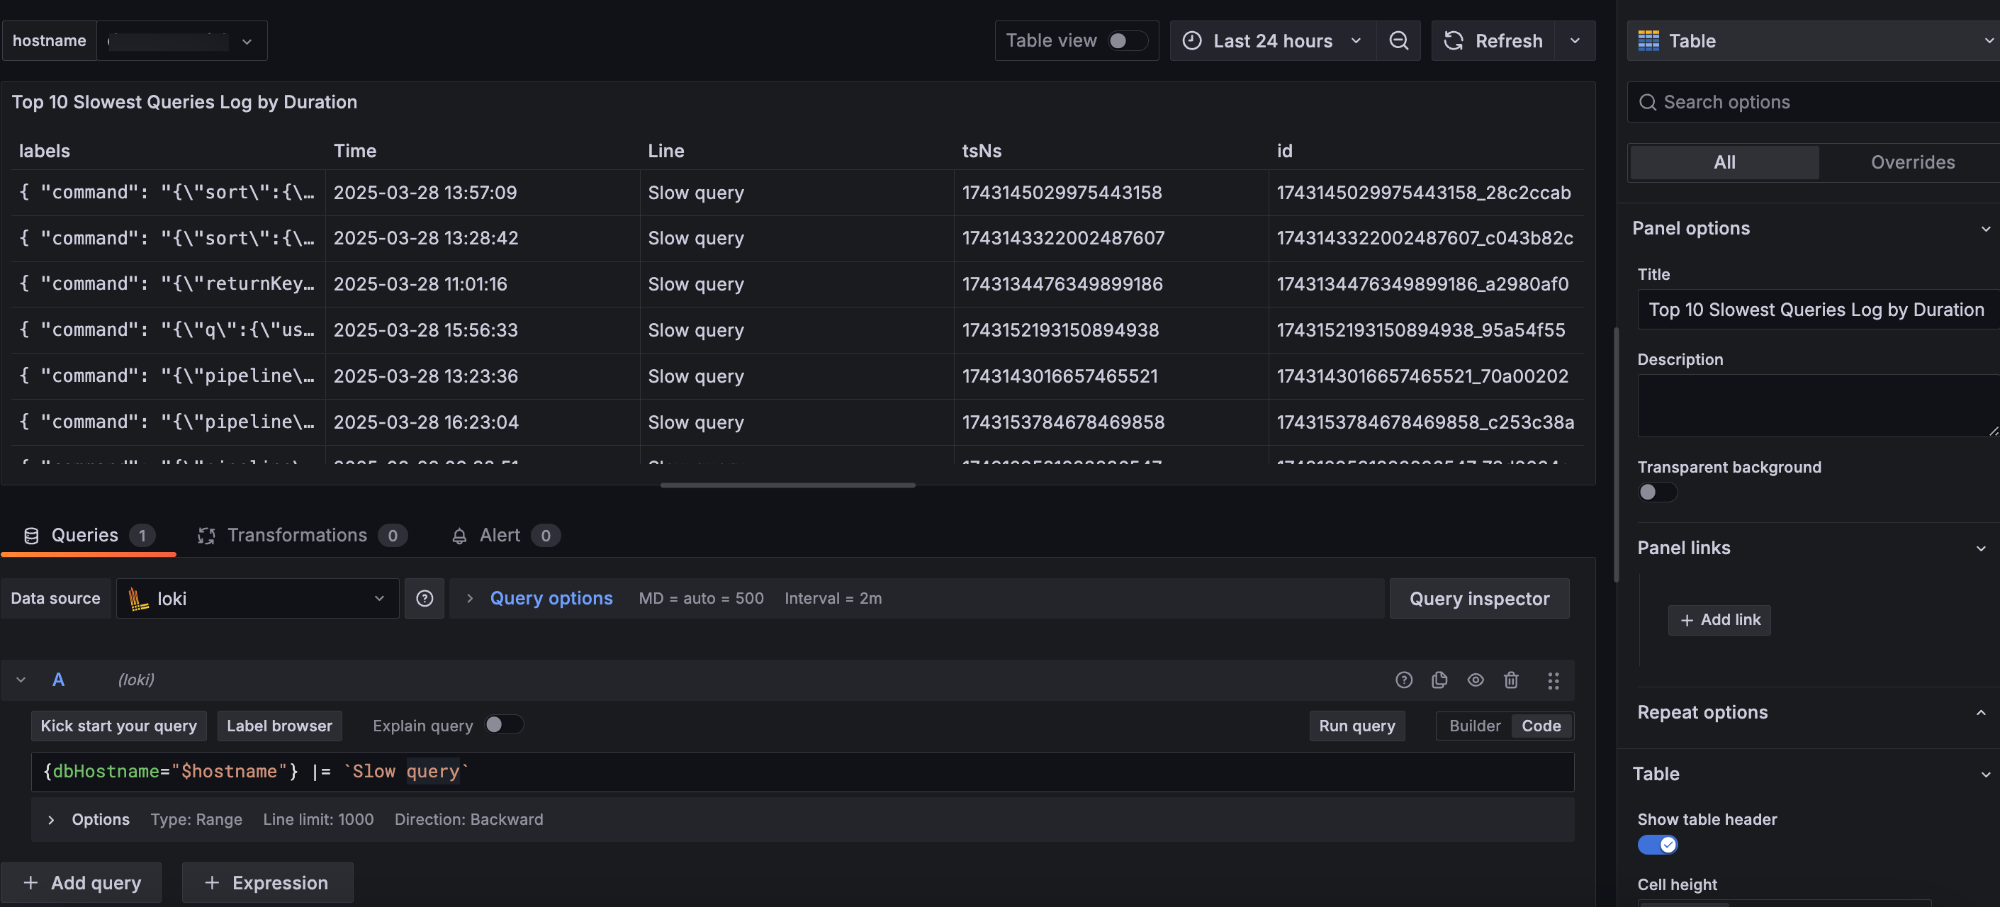 hostname
Table view
Last 24 hours
Refresh
Table
Top 10 Slowest Queries Log by Duration
Search options
labels Time Line tsNs id
All Overrides
{ "command": "{\"sort\":{\… 2025-03-28 13:57:09 Slow query 1743145029975443158 1743145029975443158_28c2ccab
{ "command": "{\"sort\":{\… 2025-03-28 13:28:42 Slow query 1743143322002487607 1743143322002487607_c043b82c
{ "command": "{\"returnKey… 2025-03-28 11:01:16 Slow query 1743134476349899186 1743134476349899186_a2980af0
{ "command": "{\"q\":{\"us… 2025-03-28 15:56:33 Slow query 1743152193150894938 1743152193150894938_95a54f55
{ "command": "{\"pipeline\… 2025-03-28 13:23:36 Slow query 1743143016657465521 1743143016657465521_70a00202
{ "command": "{\"pipeline\… 2025-03-28 16:23:04 Slow query 1743153784678469858 1743153784678469858_c253c38a
Panel options
Title
Top 10 Slowest Queries Log by Duration
Description
Transparent background
Panel links
Add link
Repeat options
Table
Show table header
Cell height
Queries 1 Transformations 0 Alert 0
Data source loki Query options MD = auto = 500 Interval = 2m Query inspector
A (loki)
Kick start your query Label browser Explain query Run query Builder Code
{dbHostname="$hostname"} |= `Slow query`
Options Type: Range Line limit: 1000 Direction: Backward
+ Add query + Expression